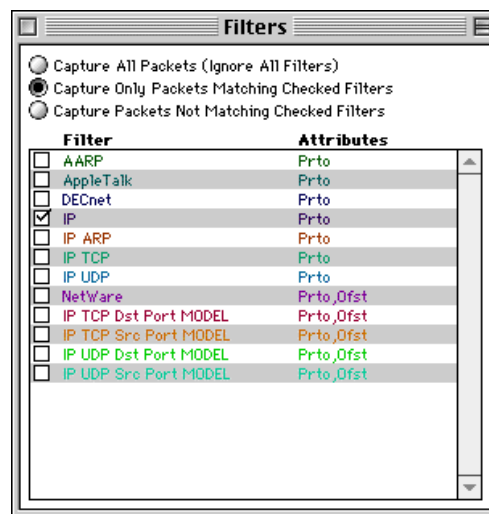 Filters
Capture All Packets (Ignore All Filters)
Capture Only Packets Matching Checked Filters
Capture Packets Not Matching Checked Filters
Filter Attributes
AARP Prto
AppleTalk Prto
DECnet Prto
IP Prto
IP ARP Prto
IP TCP Prto
IP UDP Prto
NetWare Prto,Ofst
IP TCP Dst Port MODEL Prto,Ofst
IP TCP Src Port MODEL Prto,Ofst
IP UDP Dst Port MODEL Prto,Ofst
IP UDP Src Port MODEL Prto,Ofst